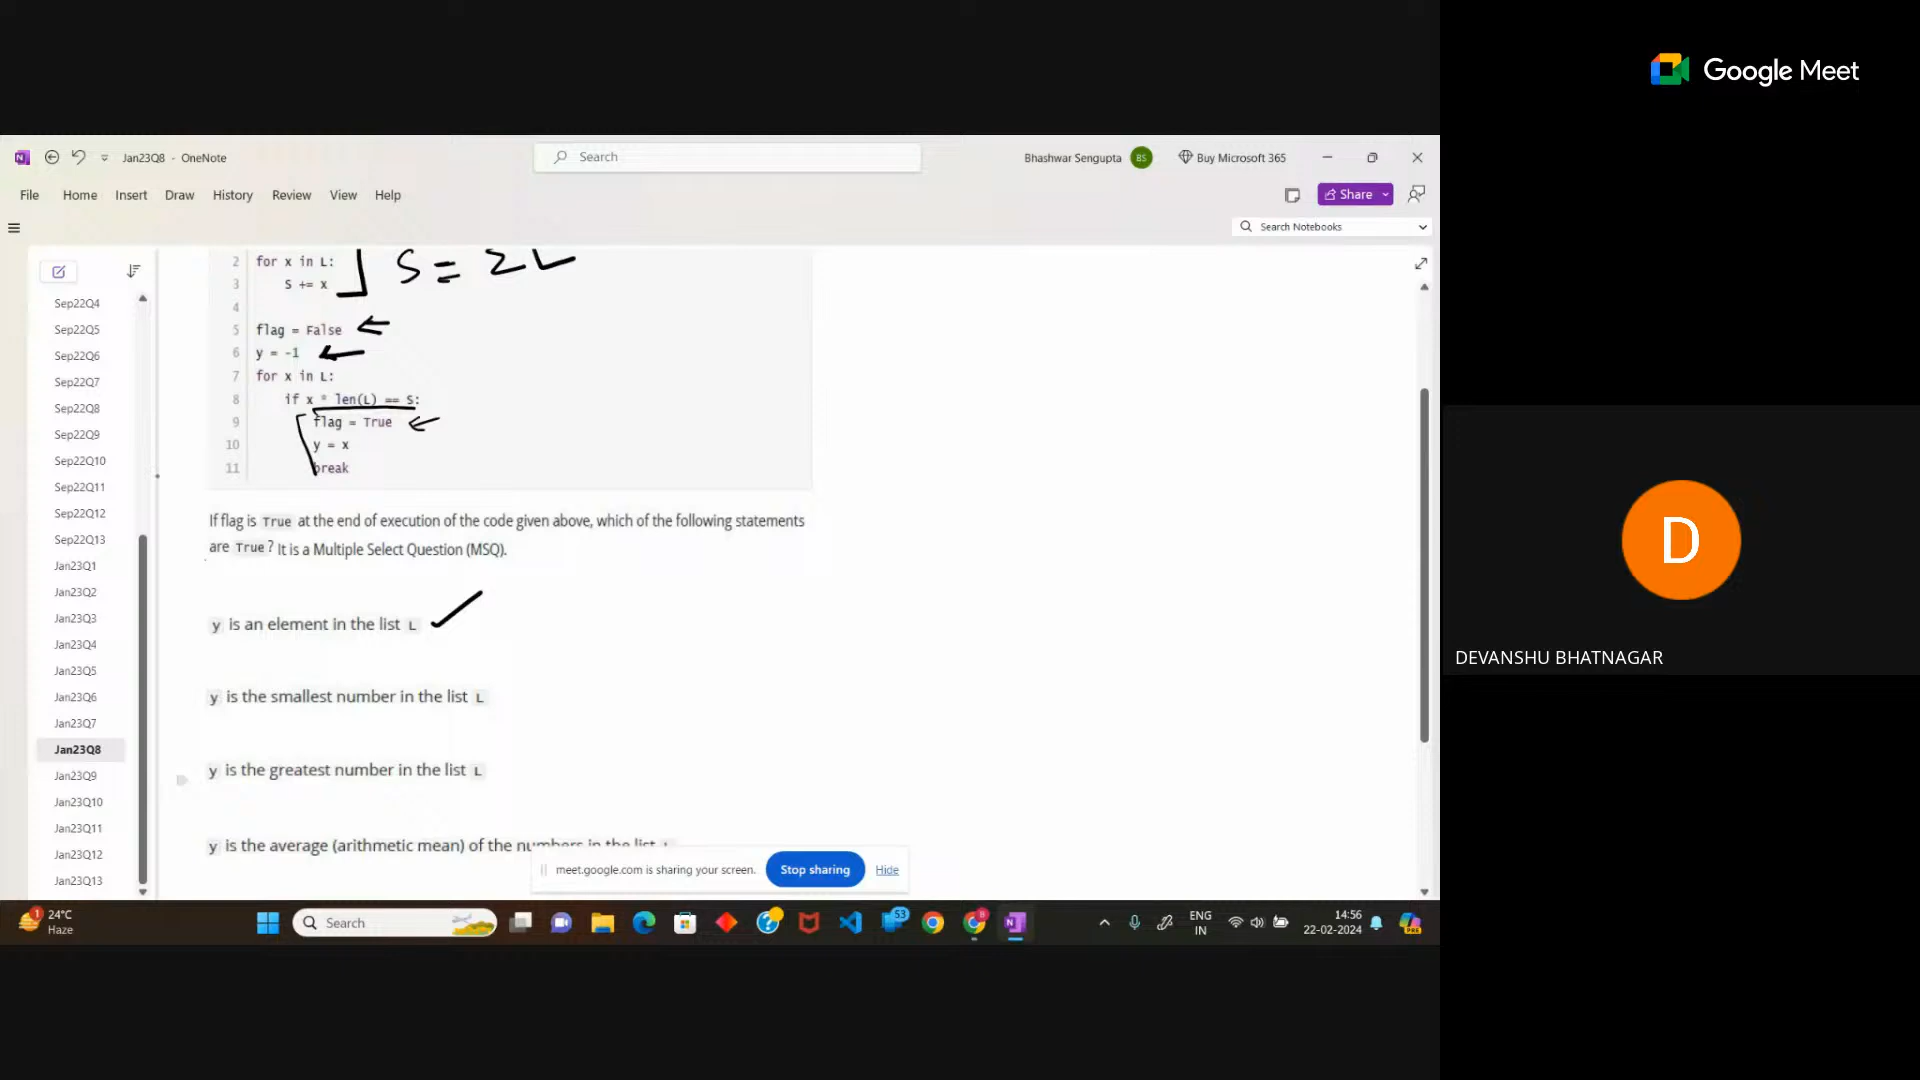 Google Meet
Jan23Q8 - OneNote
Search
Bhashwar Sengupta
BS
Buy Microsoft 365
File
Home
Insert
Draw
History
Review
View
Help
Share
Search Notebooks
Sep22Q4
Sep22Q5
Sep22Q6
Sep22Q7
Sep22Q8
Sep22Q9
Sep22Q10
Sep22Q11
Sep22Q12
Sep22Q13
Jan23Q1
Jan23Q2
Jan23Q3
Jan23Q4
Jan23Q5
Jan23Q6
Jan23Q7
Jan23Q8
Jan23Q9
Jan23Q10
Jan23Q11
Jan23Q12
Jan23Q13
2 for x in L:
3 S += x
S =
4
5 flag = False
6 y = -1
7 for x in L:
8 if x * len(L) == S:
9 flag = True
10 y = x
11 break
If flag is True at the end of execution of the code given above, which of the following statements
are True? It is a Multiple Select Question (MSQ).
y is an element in the list L
y is the smallest number in the list L
y is the greatest number in the list L
y is the average (arithmetic mean) of the numbers in the list
meet.google.com is sharing your screen.
Stop sharing
Hide
D
DEVANSHU BHATNAGAR
1
24°C
Haze
Search
53
ENG
IN
14:56
22-02-2024